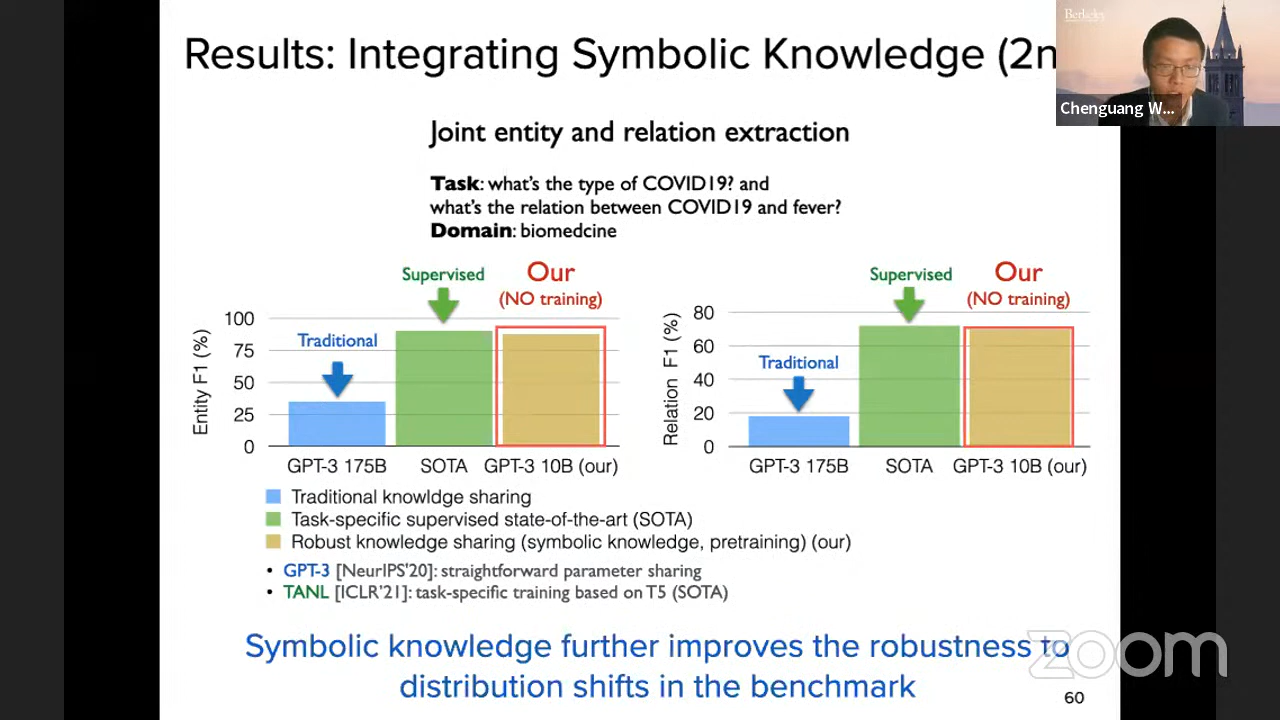 Results: Integrating Symbolic Knowledge (2n
Berkeley
Chenguang W...
Joint entity and relation extraction
Task: what's the type of COVID19? and
what's the relation between COVID19 and fever?
Domain: biomedcine
Supervised
Our
(NO training)
Traditional
Entity F1 (%)
100
75
50
25
0
GPT-3 175B
SOTA
GPT-3 10B (our)
Supervised
Our
(NO training)
Traditional
Relation F1 (%)
80
60
40
20
0
GPT-3 175B
SOTA
GPT-3 10B (our)
Traditional knowldge sharing
Task-specific supervised state-of-the-art (SOTA)
Robust knowledge sharing (symbolic knowledge, pretraining) (our)
• GPT-3 [NeurIPS'20]: straightforward parameter sharing
• TANL [ICLR'21]: task-specific training based on T5 (SOTA)
Symbolic knowledge further improves the robustness to
distribution shifts in the benchmark
zoom
60